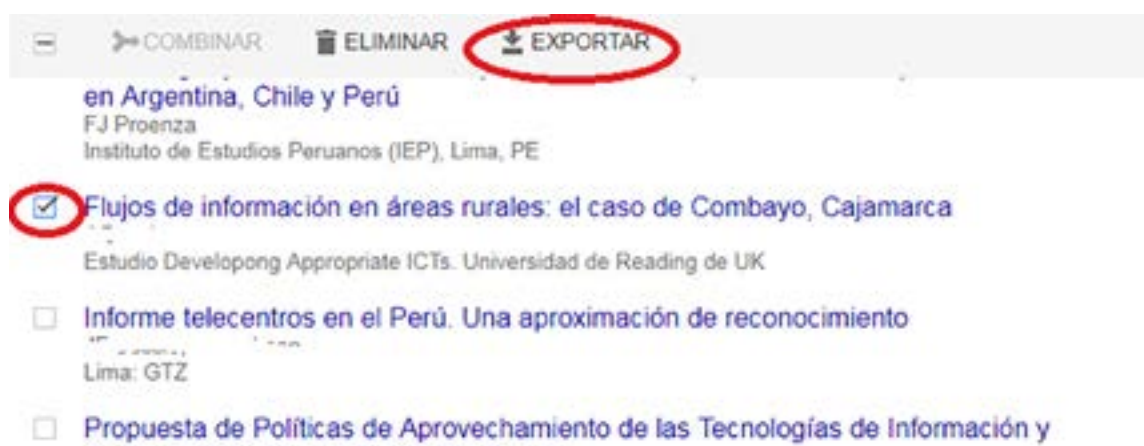 COMBINAR ELIMINAR EXPORTAR
en Argentina, Chile y Perú
FJ Proenza
Instituto de Estudios Peruanos (IEP), Lima, PE
Flujos de información en áreas rurales: el caso de Combayo, Cajamarca
Estudio Developong Appropriate ICTs. Universidad de Reading de UK
Informe telecentros en el Perú. Una aproximación de reconocimiento
Lima: GTZ
Propuesta de Políticas de Aprovechamiento de las Tecnologías de Información y